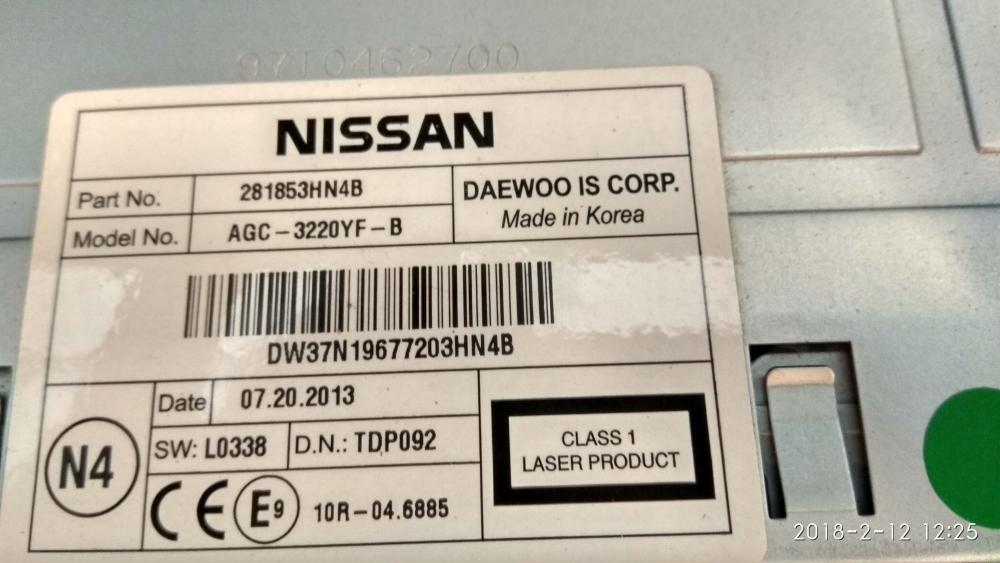 9710462700
NISSAN
Part No. 281853HN4B
Model No. AGC-3220YF-B
DAEWOO IS CORP.
Made in Korea
DW37N19677203HN4B
N4
Date 07.20.2013
SW: L0338 D.N.: TDP092
CE E9 10R-04.6885
CLASS 1
LASER PRODUCT
2018-2-12 12:25